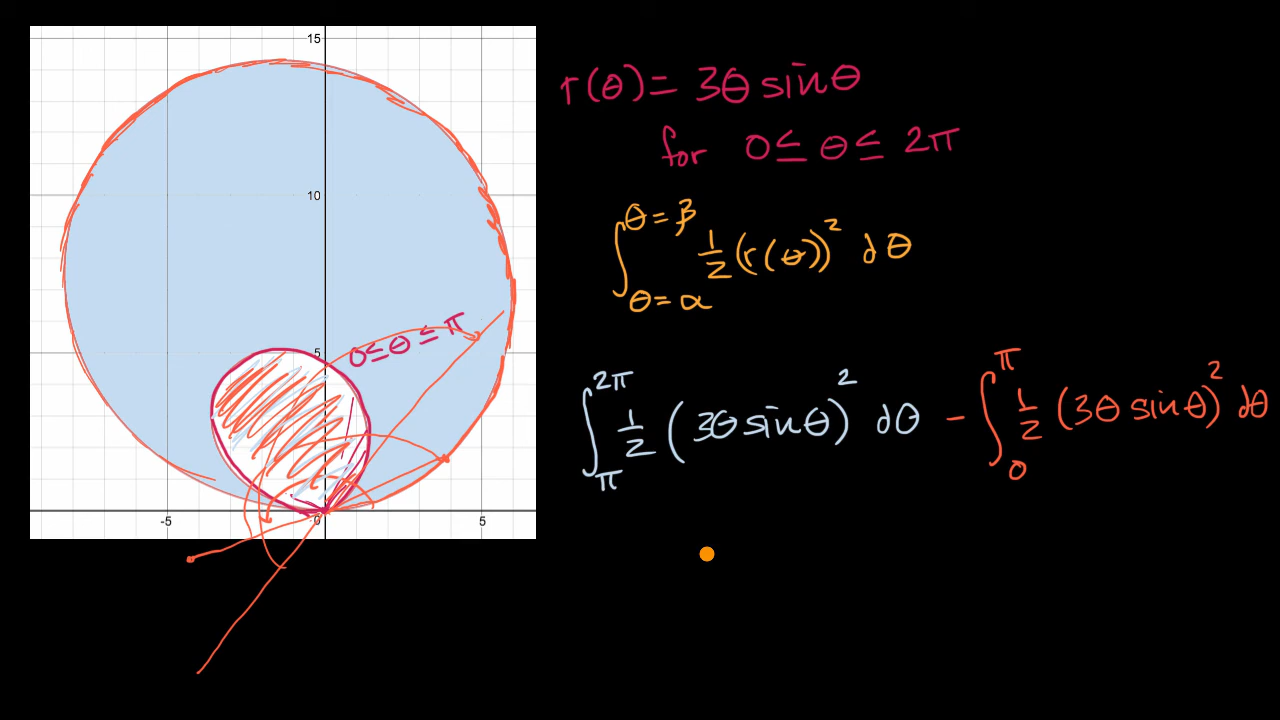 15
r(θ) = 3θ sinθ
for 0 ≤ θ ≤ 2π
10
∫_{θ=α}^{θ=β} 1/2 (r(θ))² dθ
0 ≤ θ ≤ π
5
∫_{π}^{2π} 1/2 (3θ sinθ)² dθ - ∫_{0}^{π} 1/2 (3θ sinθ)² dθ
-5 0 5